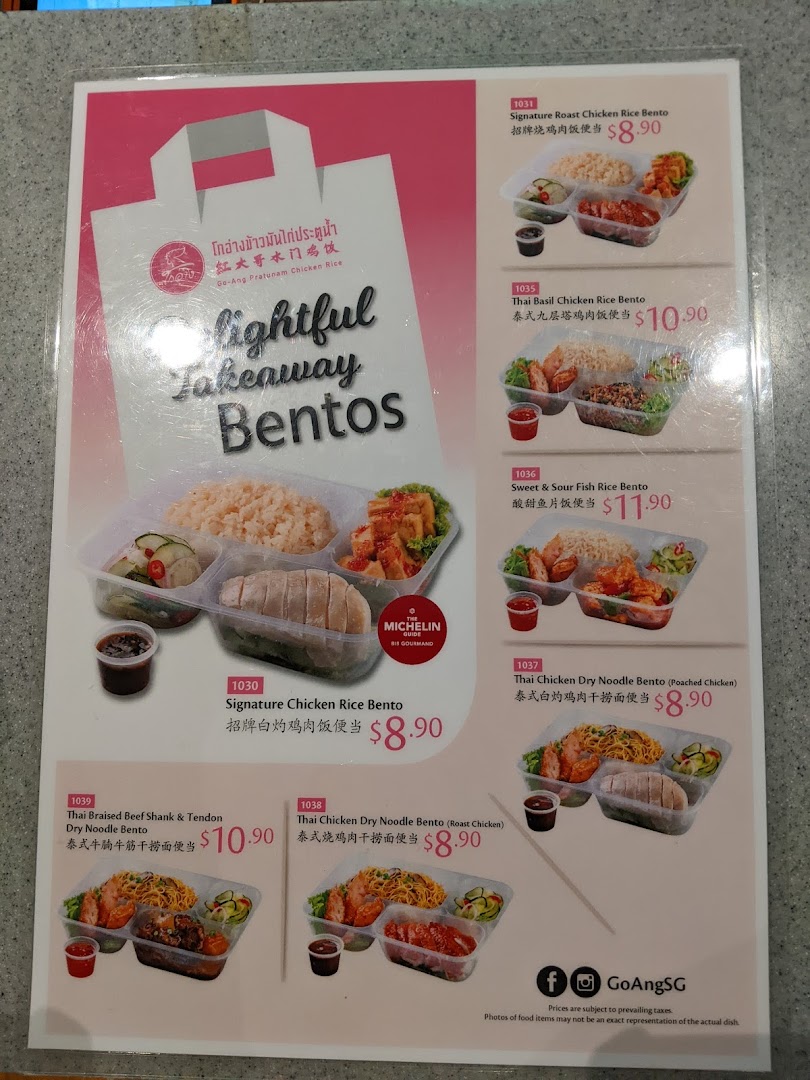 โกอ่างข้าวมันไก่ประตูน้ำ
红大哥水门鸡饭
Go-Ang Pratunam Chicken Rice
Delightful
Takeaway
Bentos
THE
MICHELIN
GUIDE
BIB GOURMAND
1030
Signature Chicken Rice Bento
招牌白灼鸡肉饭便当 $8.90
1031
Signature Roast Chicken Rice Bento
招牌烧鸡肉饭便当 $8.90
1035
Thai Basil Chicken Rice Bento
泰式九层塔鸡肉饭便当 $10.90
1036
Sweet & Sour Fish Rice Bento
酸甜鱼片饭便当 $11.90
1037
Thai Chicken Dry Noodle Bento (Poached Chicken)
泰式白灼鸡肉干捞面便当 $8.90
1039
Thai Braised Beef Shank & Tendon
Dry Noodle Bento
泰式牛腩牛筋干捞面便当 $10.90
1038
Thai Chicken Dry Noodle Bento (Roast Chicken)
泰式烧鸡肉干捞面便当 $8.90
GoAngSG
Prices are subject to prevailing taxes.
Photos of food items may not be an exact representation of the actual dish.